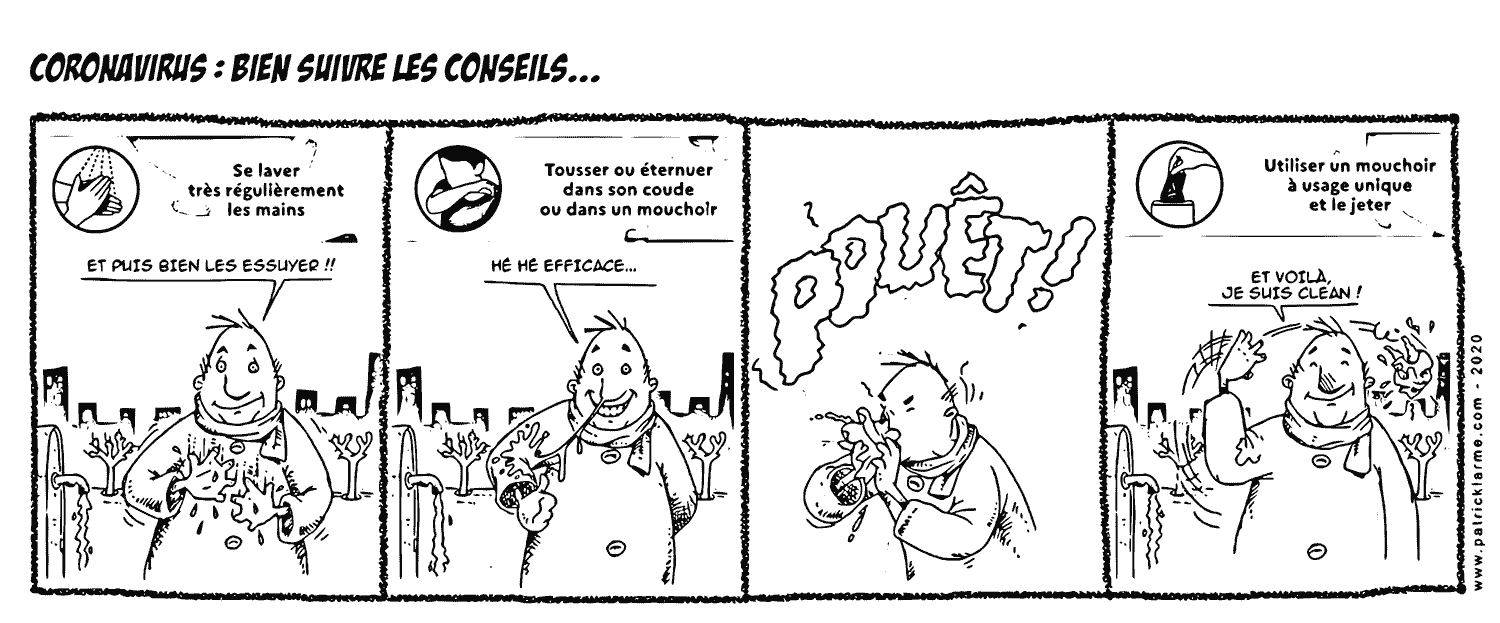 CORONAVIRUS : BIEN SUIVRE LES CONSEILS...
Se laver
très régulièrement
les mains
ET PUIS BIEN LES ESSUYER !!
Tousser ou éternuer
dans son coude
ou dans un mouchoir
HÉ HÉ EFFICACE...
POUÊT!
Utiliser un mouchoir
à usage unique
et le jeter
ET VOILÀ,
JE SUIS CLEAN !
www.patricklarme.com - 2020